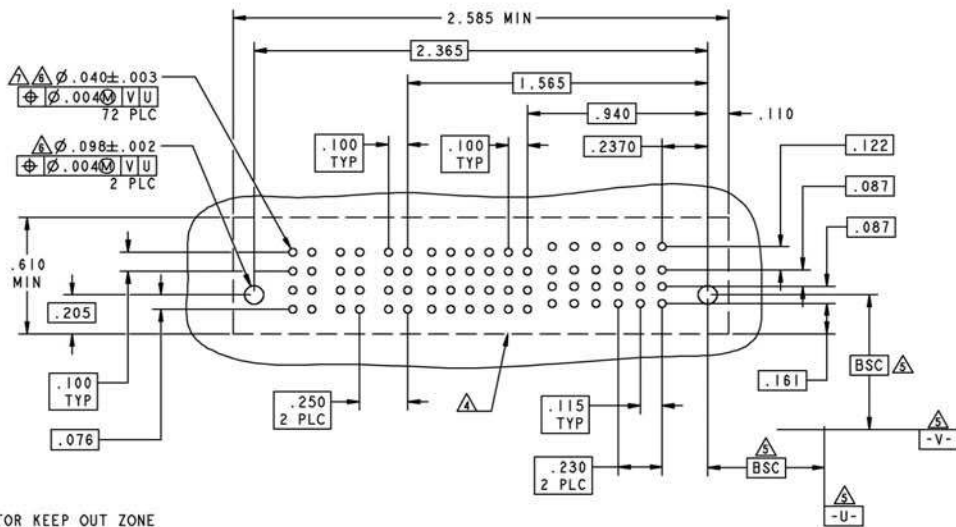 2.585 MIN
2.365
7 6 Ø.040±.003
⌖ Ø.004Ⓜ V U
72 PLC
1.565
.940
.110
6 Ø.098±.002
⌖ Ø.004Ⓜ V U
2 PLC
.100
TYP
.100
TYP
.2370
.122
.087
.087
.610
MIN
.205
.100
TYP
.076
.250
2 PLC
4
.115
TYP
.161
BSC 5
.230
2 PLC
5
BSC
5
-V-
5
-U-
TOR KEEP OUT ZONE